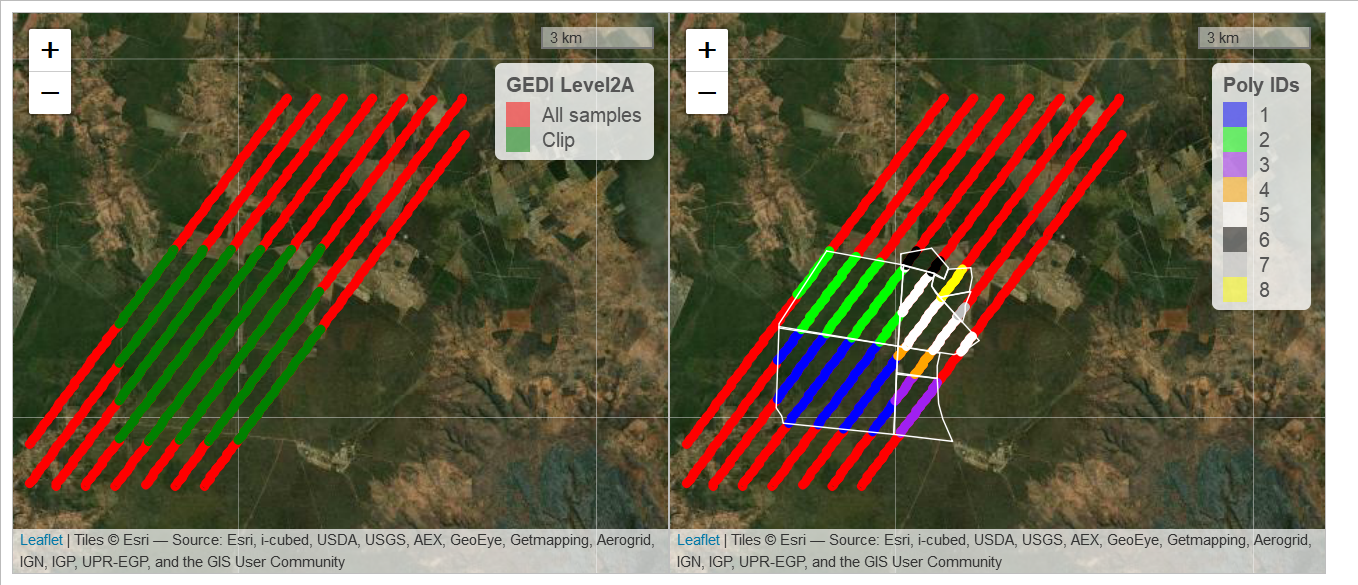 +
−
3 km
GEDI Level2A
All samples
Clip
Leaflet | Tiles © Esri — Source: Esri, i-cubed, USDA, USGS, AEX, GeoEye, Getmapping, Aerogrid,
IGN, IGP, UPR-EGP, and the GIS User Community
+
−
3 km
Poly IDs
1
2
3
4
5
6
7
8
Leaflet | Tiles © Esri — Source: Esri, i-cubed, USDA, USGS, AEX, GeoEye, Getmapping, Aerogrid,
IGN, IGP, UPR-EGP, and the GIS User Community